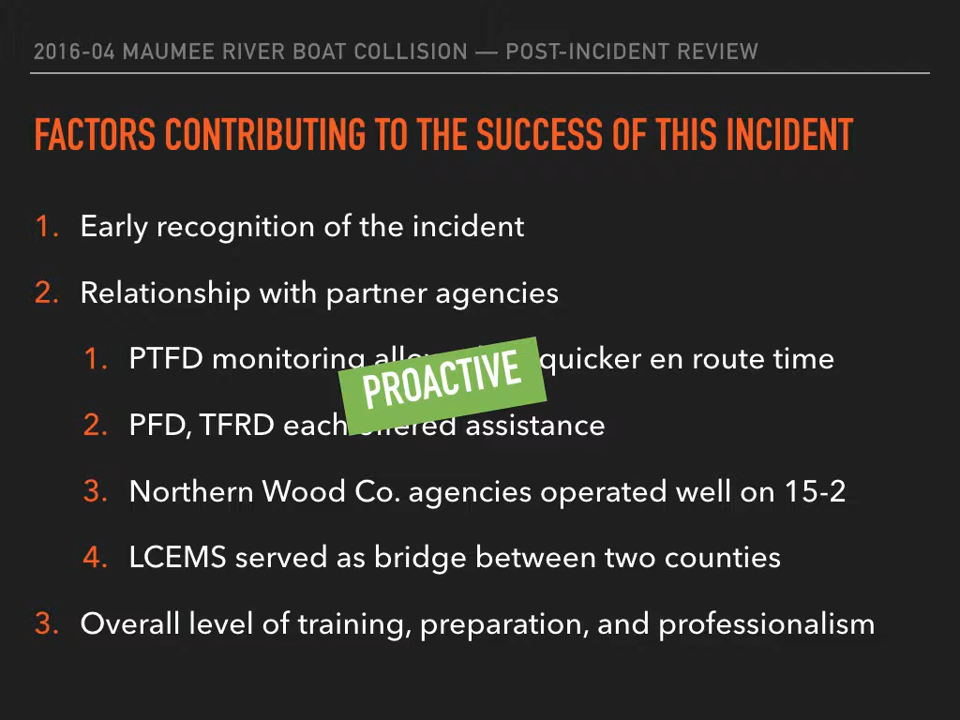 2016-04 MAUMEE RIVER BOAT COLLISION — POST-INCIDENT REVIEW
FACTORS CONTRIBUTING TO THE SUCCESS OF THIS INCIDENT
1. Early recognition of the incident
2. Relationship with partner agencies
1. PTFD monitoring quicker en route time
PROACTIVE
2. PFD, TFRD each offered assistance
3. Northern Wood Co. agencies operated well on 15-2
4. LCEMS served as bridge between two counties
3. Overall level of training, preparation, and professionalism